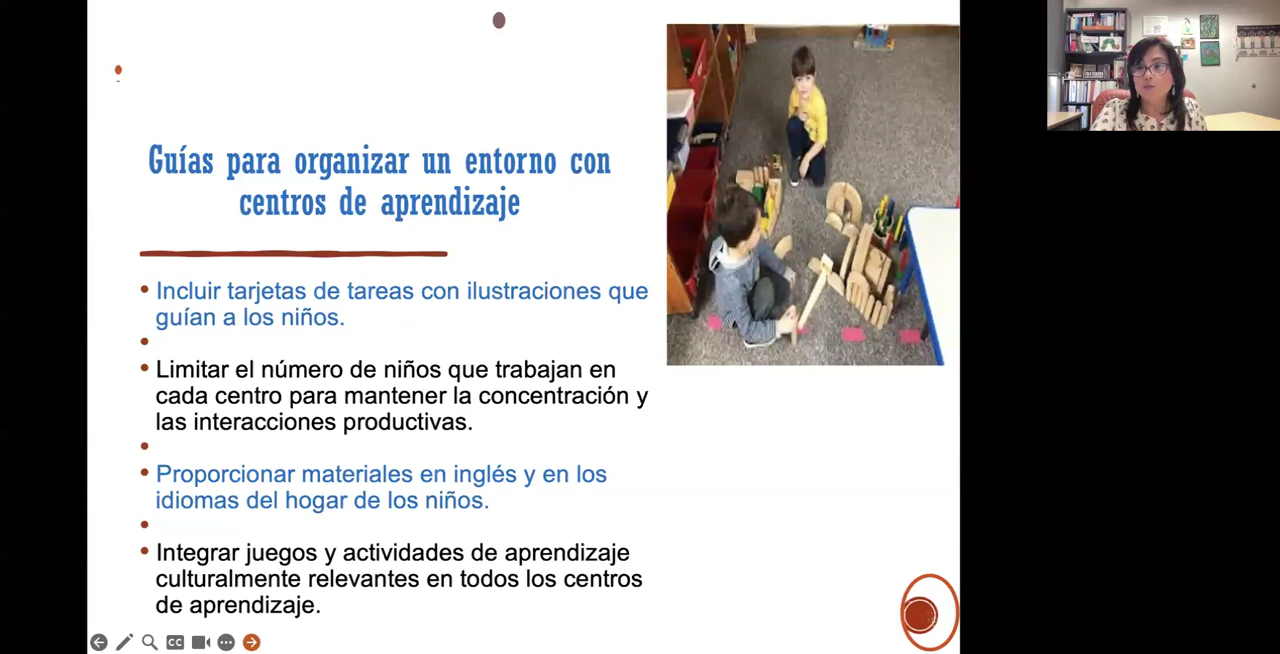 Guías para organizar un entorno con
centros de aprendizaje
• Incluir tarjetas de tareas con ilustraciones que
guían a los niños.
•
• Limitar el número de niños que trabajan en
cada centro para mantener la concentración y
las interacciones productivas.
•
• Proporcionar materiales en inglés y en los
idiomas del hogar de los niños.
•
• Integrar juegos y actividades de aprendizaje
culturalmente relevantes en todos los centros
de aprendizaje.
CC